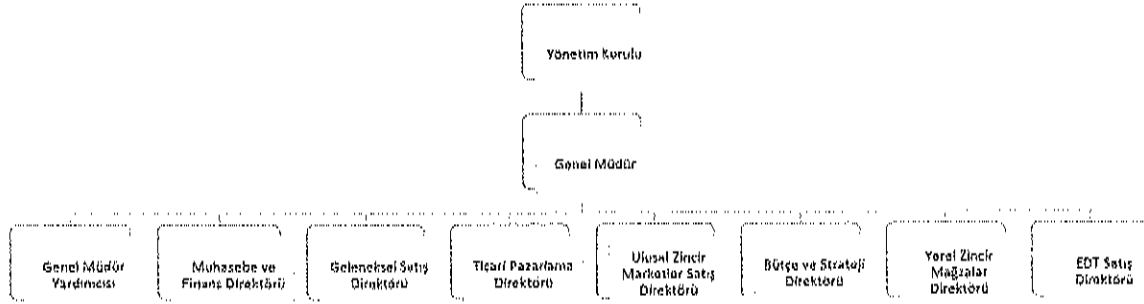 Yönetim Kurulu
Genel Müdür
Genel Müdür
Yardımcısı
Muhasebe ve
Finans Direktörü
Geleneksel Satış
Direktörü
Ticari Pazarlama
Direktörü
Ulusal Zincir
Marketler Satış
Direktörü
Bütçe ve Strateji
Direktörü
Yerel Zincir
Mağzalar
Direktörü
EDT Satış
Direktörü